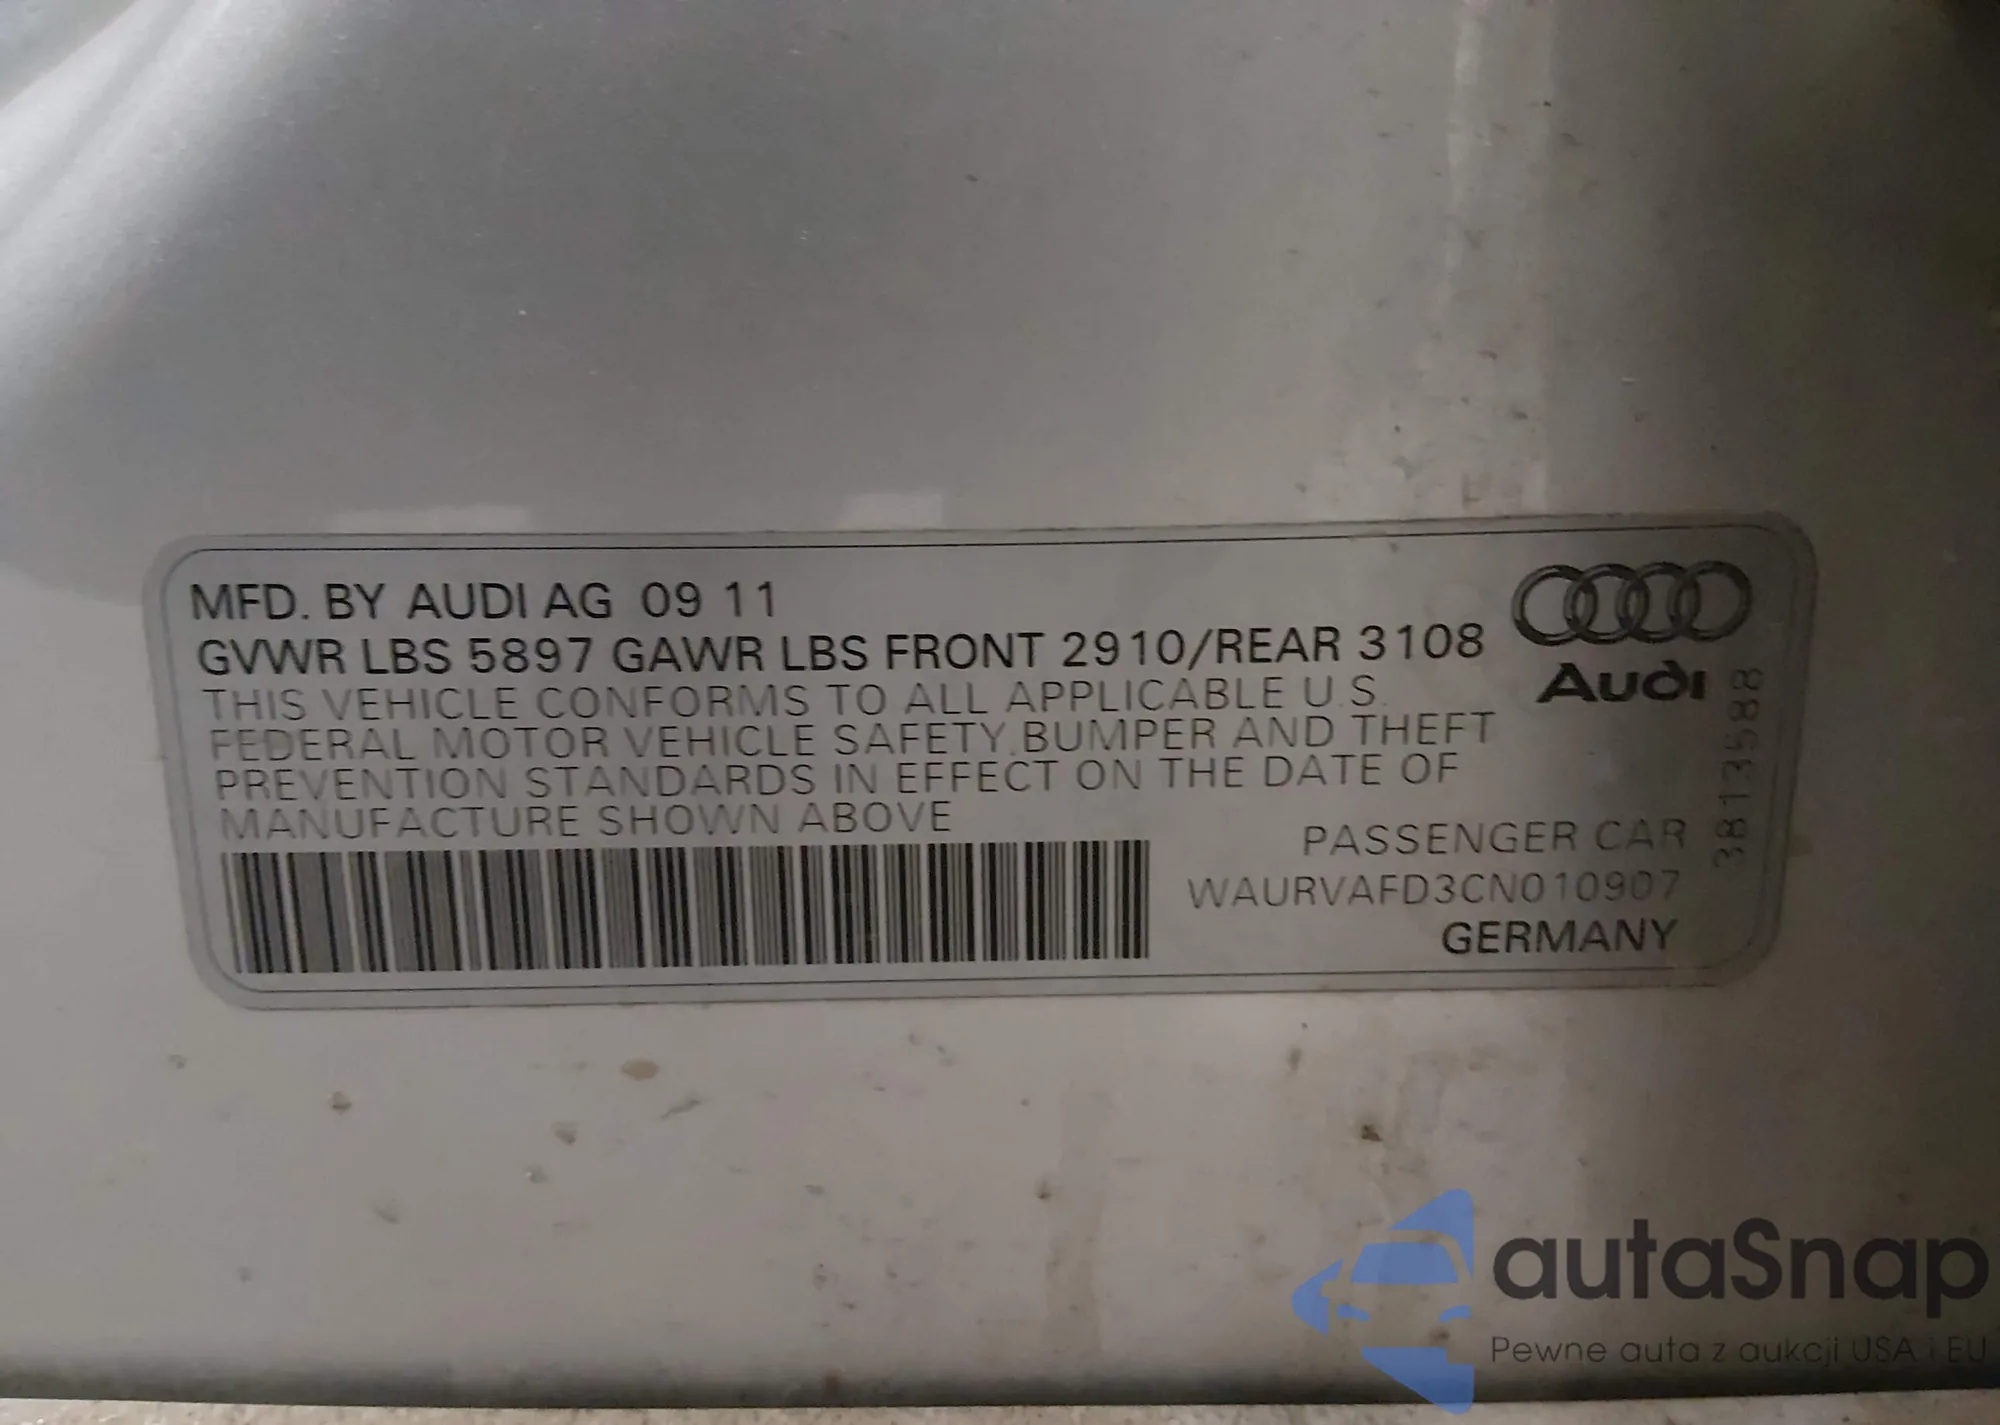 MFD. BY AUDI AG 09 11
GVWR LBS 5897 GAWR LBS FRONT 2910/REAR 3108
THIS VEHICLE CONFORMS TO ALL APPLICABLE U.S.
FEDERAL MOTOR VEHICLE SAFETY, BUMPER AND THEFT
PREVENTION STANDARDS IN EFFECT ON THE DATE OF
MANUFACTURE SHOWN ABOVE
Audi
38135588
PASSENGER CAR
WAURVAFD3CN010907
GERMANY
autaSnap
Pewne auta z aukcji USA i EU